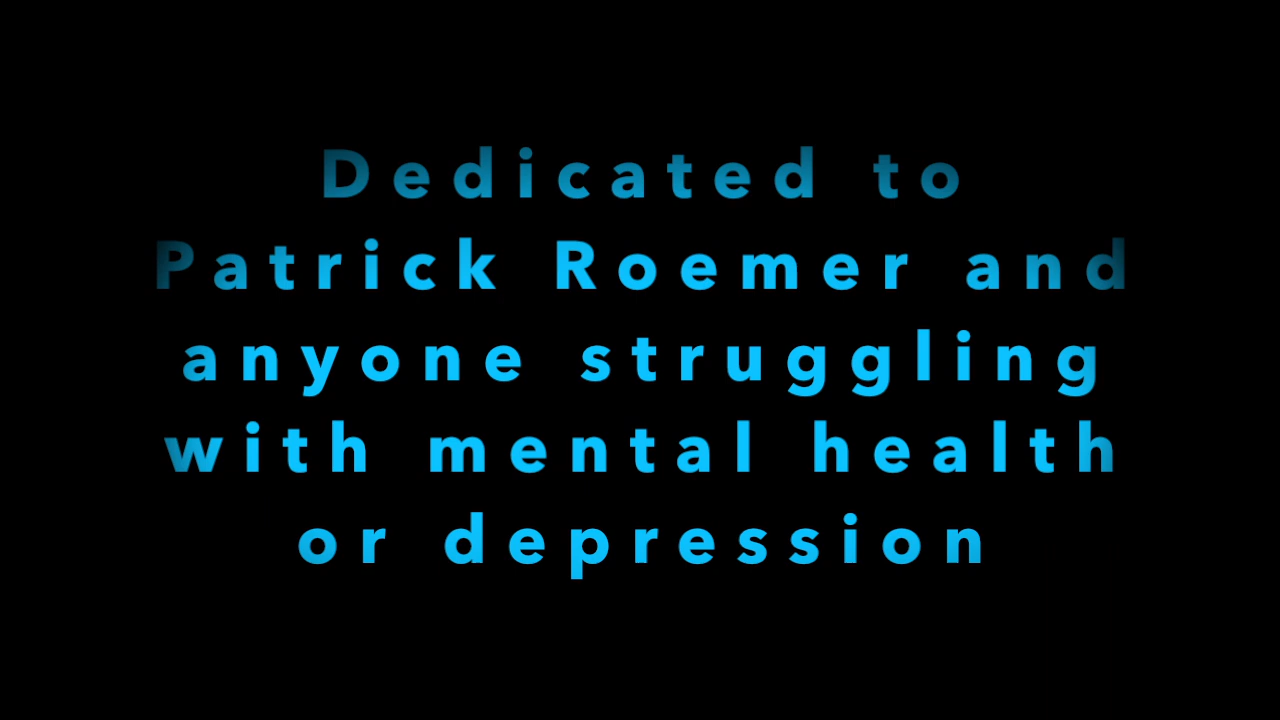 Dedicated to
Patrick Roemer and
anyone struggling
with mental health
or depression